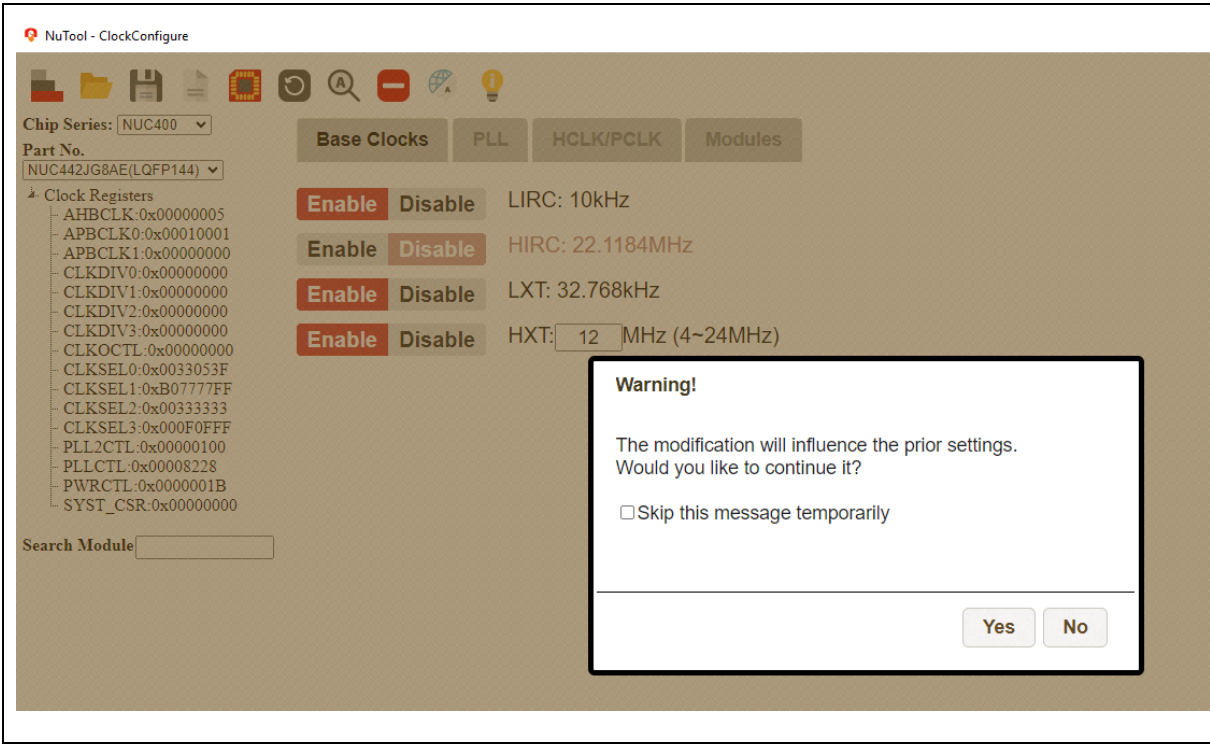 NuTool - ClockConfigure
Chip Series: NUC400
Part No.
NUC442JG8AE(LQFP144)
Clock Registers
AHBCLK:0x00000005
APBCLK0:0x00010001
APBCLK1:0x00000000
CLKDIV0:0x00000000
CLKDIV1:0x00000000
CLKDIV2:0x00000000
CLKDIV3:0x00000000
CLKOCTL:0x00000000
CLKSEL0:0x0033053F
CLKSEL1:0xB07777FF
CLKSEL2:0x00333333
CLKSEL3:0x000F0FFF
PLL2CTL:0x00000100
PLLCTL:0x00008228
PWRCTL:0x0000001B
SYST_CSR:0x00000000
Search Module
Base Clocks PLL HCLK/PCLK Modules
Enable Disable LIRC: 10kHz
Enable Disable HIRC: 22.1184MHz
Enable Disable LXT: 32.768kHz
Enable Disable HXT: 12 MHz (4~24MHz)
Warning!
The modification will influence the prior settings.
Would you like to continue it?
Skip this message temporarily
Yes No